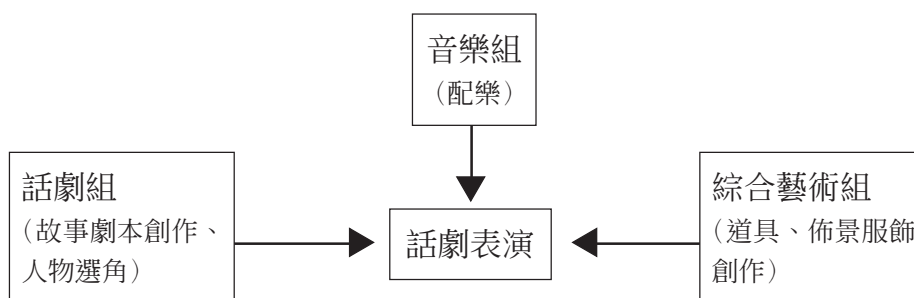 音樂組
（配樂）
話劇組
（故事劇本創作、
人物選角）
話劇表演
綜合藝術組
（道具、佈景服飾
創作）